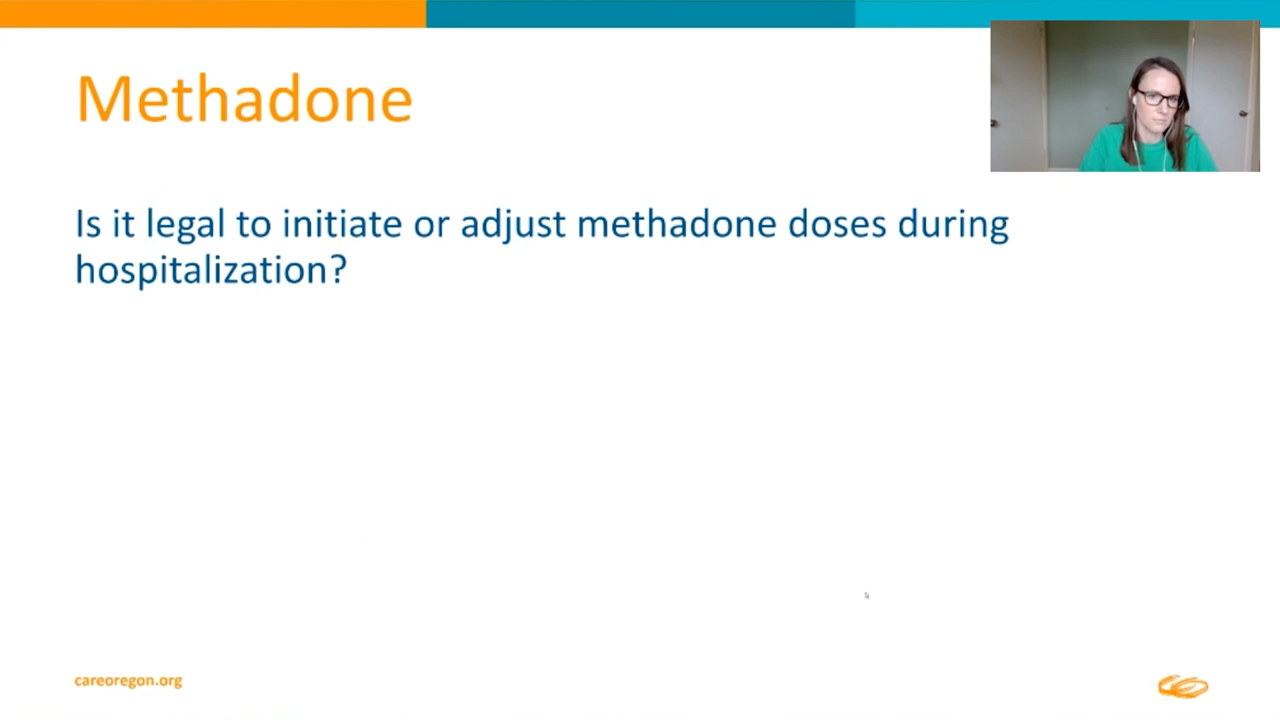 Methadone
Is it legal to initiate or adjust methadone doses during
hospitalization?
careoregon.org